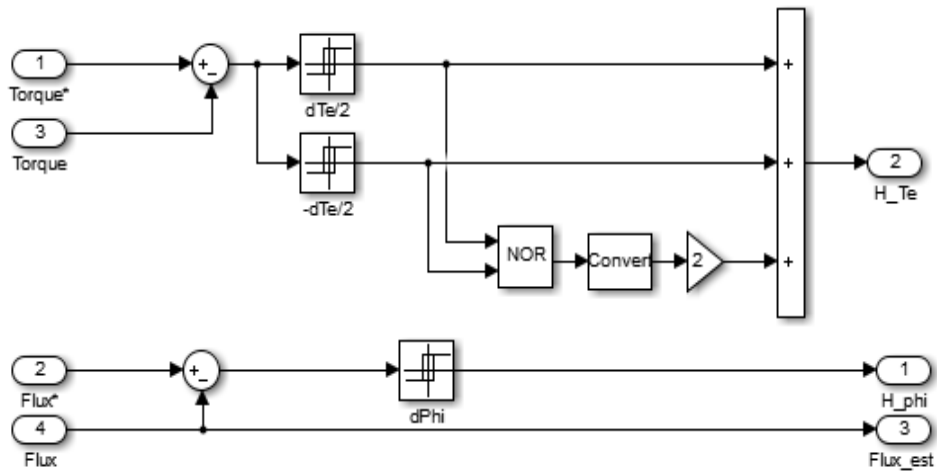 1
Torque*
+
-
dTe/2
+
3
Torque
-dTe/2
+
2
H_Te
NOR
Convert
2
+
2
Flux*
+
-
dPhi
1
H_phi
4
Flux
3
Flux_est